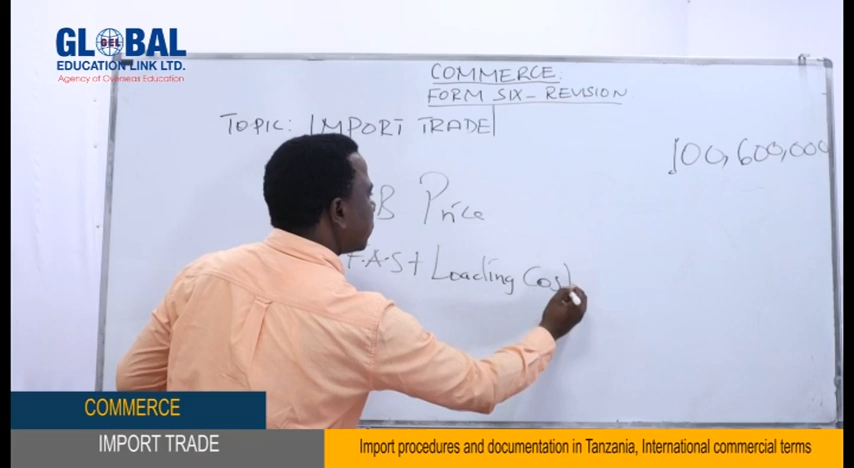 GLOBAL
GEL
EDUCATION LINK LTD.
Agency of Overseas Education
COMMERCE
FORM SIX - REVISION
TOPIC: IMPORT TRADE
100,600,000
B Price
F.A.S + Loading Cost
COMMERCE
IMPORT TRADE
Import procedures and documentation in Tanzania, International commercial terms